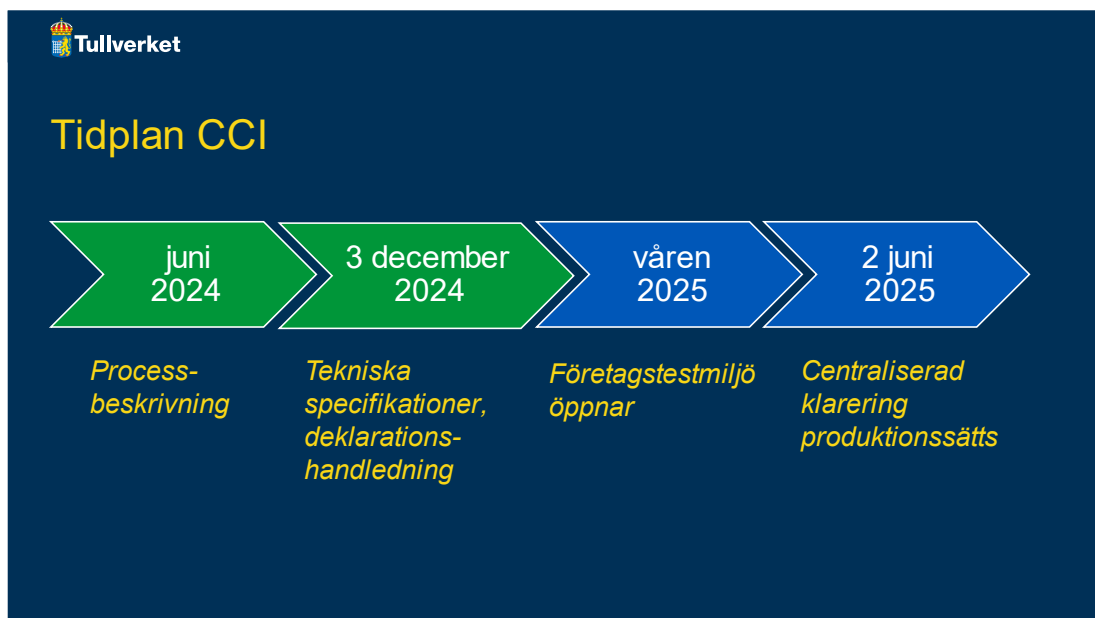 Tullverket
Tidplan CCI
juni
2024
3 december
2024
våren
2025
2 juni
2025
Process-
beskrivning
Tekniska
specifikationer,
deklarations-
handledning
Företagstestmiljö
öppnar
Centraliserad
klarering
produktionssätts